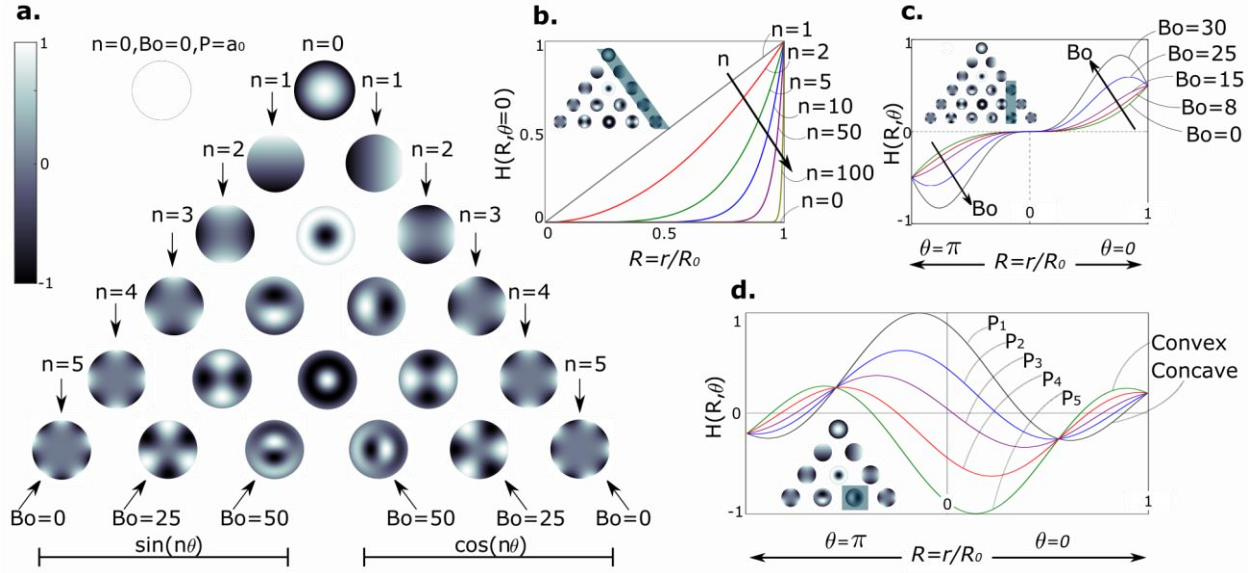 a.
1
0
-1
n=0,Bo=0,P=a₀
n=0
n=1
n=1
n=2
n=2
n=3
n=3
n=4
n=4
n=5
n=5
Bo=0
Bo=25
Bo=50
Bo=50
Bo=25
Bo=0
sin(nθ)
cos(nθ)
b.
H(R,θ=0)
1
0.5
0
0
0.5
1
R=r/R₀
n
n=1
n=2
n=5
n=10
n=50
n=100
n=0
c.
H(R,θ)
1
0
-1
0
1
Bo
Bo
Bo=30
Bo=25
Bo=15
Bo=8
Bo=0
θ=π
R=r/R₀
θ=0
d.
H(R,θ)
1
0
-1
0
1
P₁
P₂
P₃
P₄
P₅
Convex
Concave
θ=π
R=r/R₀
θ=0